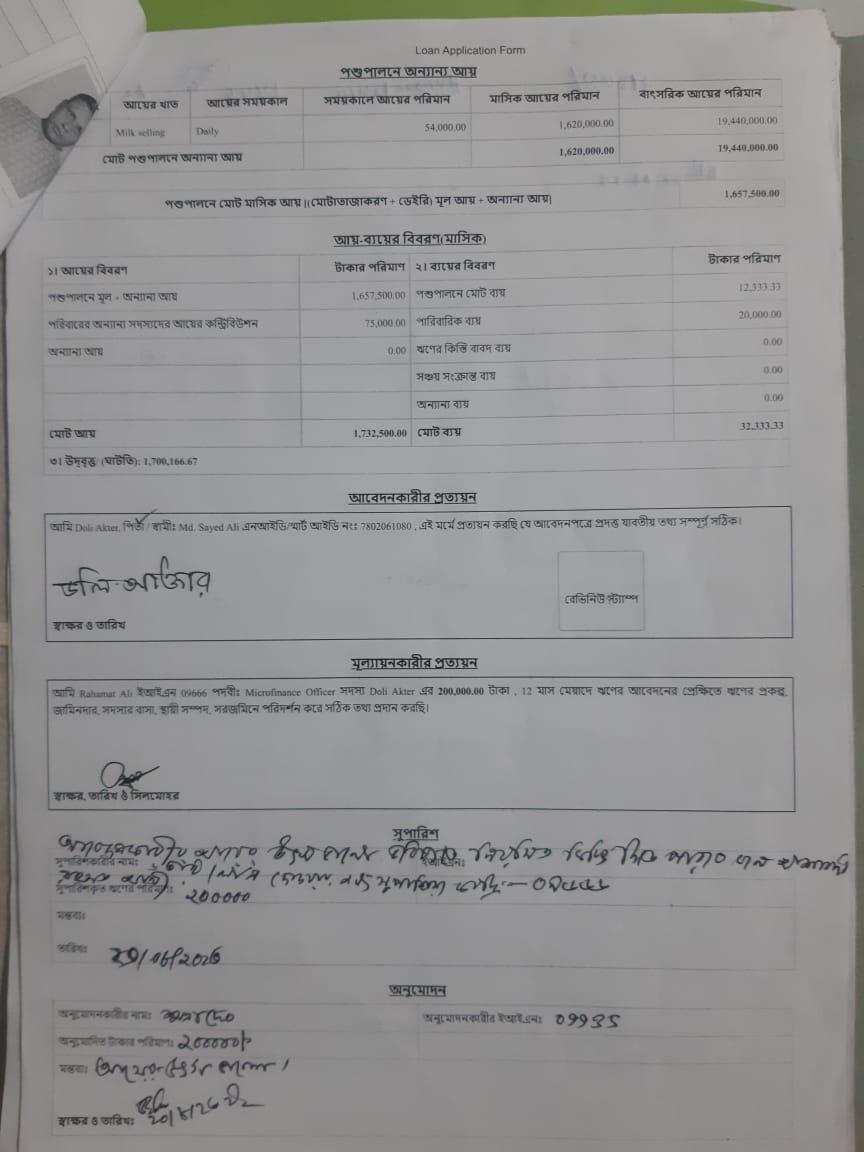 Loan Application Form
পশুপালনে অন্যান্য আয়
আয়ের খাত আয়ের সময়কাল সময়কালে আয়ের পরিমান মাসিক আয়ের পরিমান বাৎসরিক আয়ের পরিমান
Milk selling Daily 54,000.00 1,620,000.00 19,440,000.00
মোট পশুপালনে অন্যান্য আয় 1,620,000.00 19,440,000.00
পশুপালনে মোট মাসিক আয় [(মোটাতাজাকরণ + ডেইরি) মূল আয় + অন্যান্য আয়] 1,657,500.00
আয়-ব্যয়ের বিবরণ(মাসিক)
১। আয়ের বিবরণ টাকার পরিমাণ ২। ব্যয়ের বিবরণ টাকার পরিমাণ
পশুপালনে মূল + অন্যান্য আয় 1,657,500.00 পশুপালনে মোট ব্যয় 12,333.33
পরিবারের অন্যান্য সদস্যদের আয়ের কন্ট্রিবিউশন 75,000.00 পারিবারিক ব্যয় 20,000.00
অন্যান্য আয় 0.00 ঋণের কিস্তি বাবদ ব্যয় 0.00
সঞ্চয় সংক্রান্ত ব্যয় 0.00
অন্যান্য ব্যয় 0.00
মোট আয় 1,732,500.00 মোট ব্যয় 32,333.33
৩। উদ্বৃত্ত/ (ঘাটতি): 1,700,166.67
আবেদনকারীর প্রত্যয়ন
আমি Doli Akter, পিতা / স্বামী: Md. Sayed Ali এনআইডি/স্মার্ট আইডি নং: 7802061080 , এই মর্মে প্রত্যয়ন করছি যে আবেদনপত্রে প্রদত্ত যাবতীয় তথ্য সম্পূর্ণ সঠিক।
ডলি আক্তার
রেভিনিউ স্ট্যাম্প
স্বাক্ষর ও তারিখ
মূল্যায়নকারীর প্রত্যয়ন
আমি Rahamat Ali ইআইএন 09666 পদবী: Microfinance Officer সদস্য Doli Akter এর 200,000.00 টাকা , 12 মাস মেয়াদে ঋণের আবেদনের প্রেক্ষিতে ঋণের প্রকল্প,
জামিনদার, সদস্যর বাসা, স্থায়ী সম্পদ, সরজমিনে পরিদর্শন করে সঠিক তথ্য প্রদান করছি।
স্বাক্ষর, তারিখ ও সিলমোহর
সুপারিশ
সুপারিশকারীর নাম: ইআইএন:
সুপারিশকৃত ঋণের পরিমাণ: ২০০০০০
মন্তব্য:
তারিখ:
অনুমোদন
অনুমোদনকারীর নাম: অনুমোদনকারীর ইআইএন: 09935
অনুমোদিত টাকার পরিমাণ: ২০০০০০/
মন্তব্য:
স্বাক্ষর ও তারিখ: